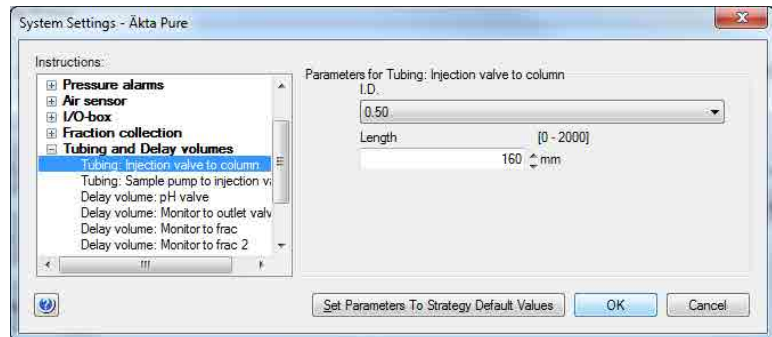 System Settings - Äkta Pure
Instructions:
Pressure alarms
Air sensor
I/O-box
Fraction collection
Tubing and Delay volumes
Tubing: Injection valve to column
Tubing: Sample pump to injection va
Delay volume: pH valve
Delay volume: Monitor to outlet valv
Delay volume: Monitor to frac
Delay volume: Monitor to frac 2
Parameters for Tubing: Injection valve to column
I.D.
0.50
Length [0 - 2000]
160 mm
Set Parameters To Strategy Default Values OK Cancel